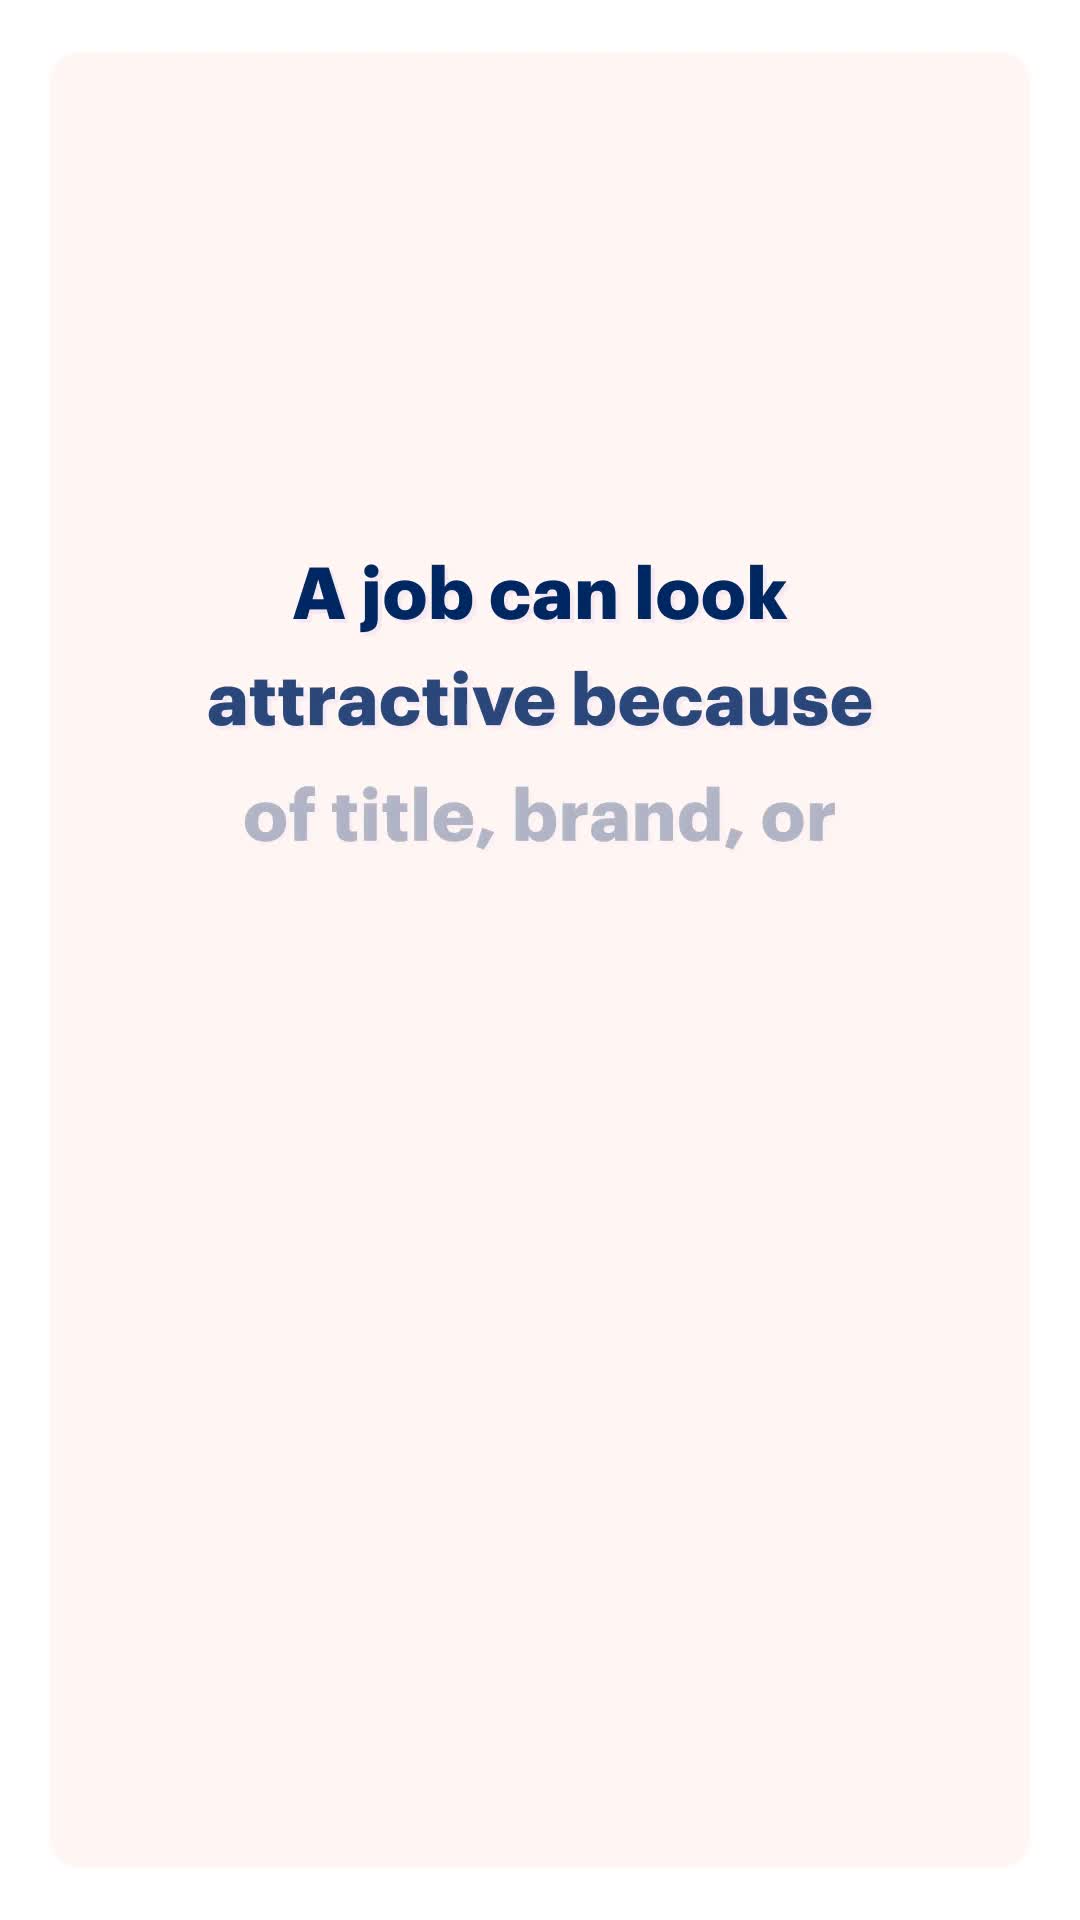 A job can look
attractive because
of title, brand, or